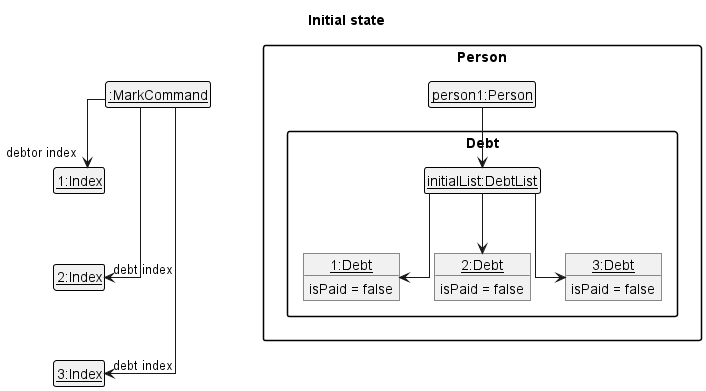 Initial state
Person
:MarkCommand
person1:Person
Debt
debtor index
1:Index
initialList:DebtList
1:Debt
isPaid = false
2:Debt
isPaid = false
3:Debt
isPaid = false
debt index
2:Index
debt index
3:Index